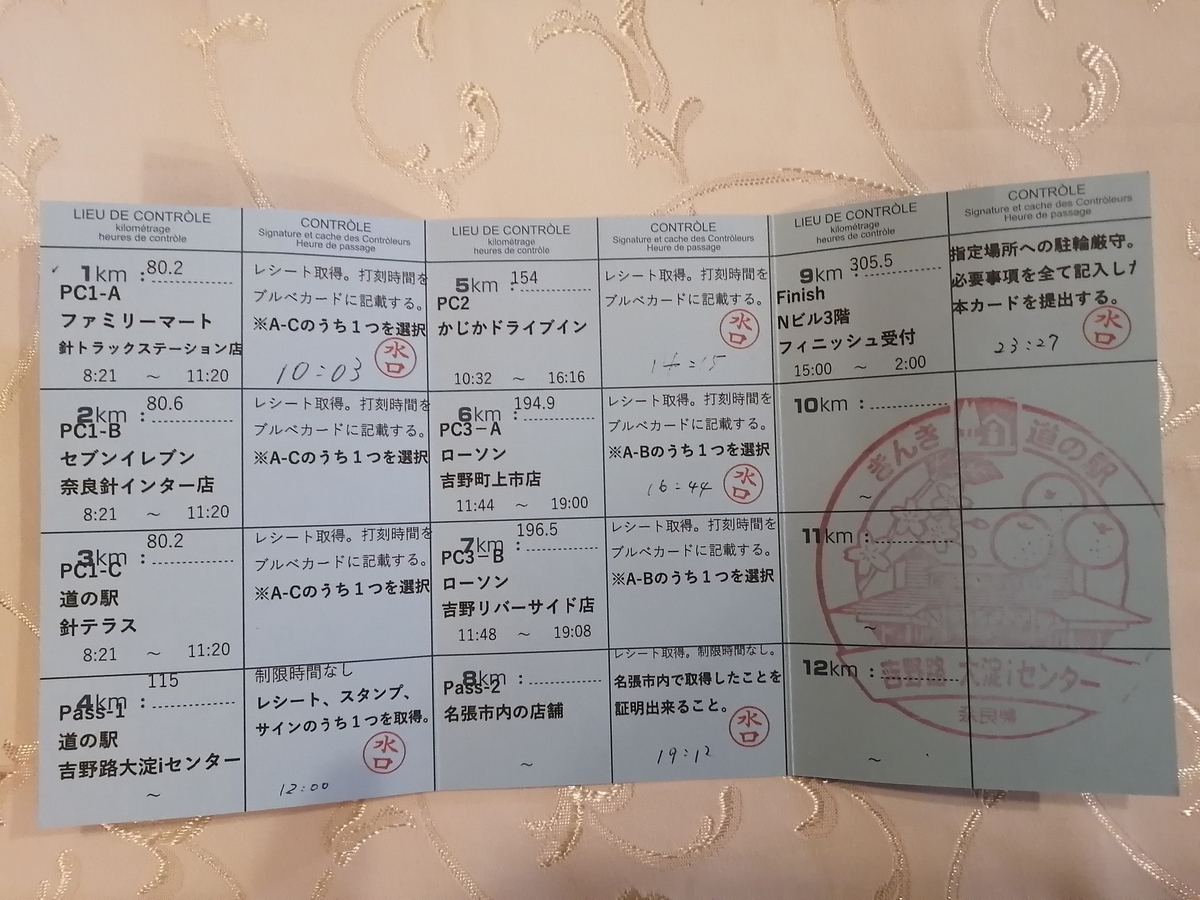 LIEU DE CONTRÔLE
kilométrage
heures de contrôle
CONTRÔLE
Signature et cache des Contrôleurs
Heure de passage
1km : 80.2
PC1-A
ファミリーマート
針トラックステーション店
8:21 ～ 11:20
レシート取得。打刻時間を
ブルベカードに記載する。
※A-Cのうち１つを選択
水口
10:03
2km : 80.6
PC1-B
セブンイレブン
奈良針インター店
8:21 ～ 11:20
レシート取得。打刻時間を
ブルベカードに記載する。
※A-Cのうち１つを選択
3km : 80.2
PC1-C
道の駅
針テラス
8:21 ～ 11:20
レシート取得。打刻時間を
ブルベカードに記載する。
※A-Cのうち１つを選択
4km : 115
Pass-1
道の駅
吉野路大淀iセンター
～
制限時間なし
レシート、スタンプ、
サインのうち１つを取得。
水口
12:00
LIEU DE CONTRÔLE
kilométrage
heures de contrôle
CONTRÔLE
Signature et cache des Contrôleurs
Heure de passage
5km : 154
PC2
かじかドライブイン
10:32 ～ 16:16
レシート取得。打刻時間を
ブルベカードに記載する。
水口
14:15
6km : 194.9
PC3－A
ローソン
吉野町上市店
11:44 ～ 19:00
レシート取得。打刻時間を
ブルベカードに記載する。
※A-Bのうち１つを選択
水口
16:44
7km : 196.5
PC3－B
ローソン
吉野リバーサイド店
11:48 ～ 19:08
レシート取得。打刻時間を
ブルベカードに記載する。
※A-Bのうち１つを選択
8km :
Pass-2
名張市内の店舗
～
レシート取得。制限時間なし。
名張市内で取得したことを
証明出来ること。
水口
19:12
LIEU DE CONTRÔLE
kilométrage
heures de contrôle
CONTRÔLE
Signature et cache des Contrôleurs
Heure de passage
9km : 305.5
Finish
Nビル3階
フィニッシュ受付
15:00 ～ 2:00
指定場所への駐輪厳守。
必要事項を全て記入し
本カードを提出する。
水口
23:27
10km :
～
11km :
～
12km :
～
きんき 道の駅
吉野路 大淀iセンター
奈良県